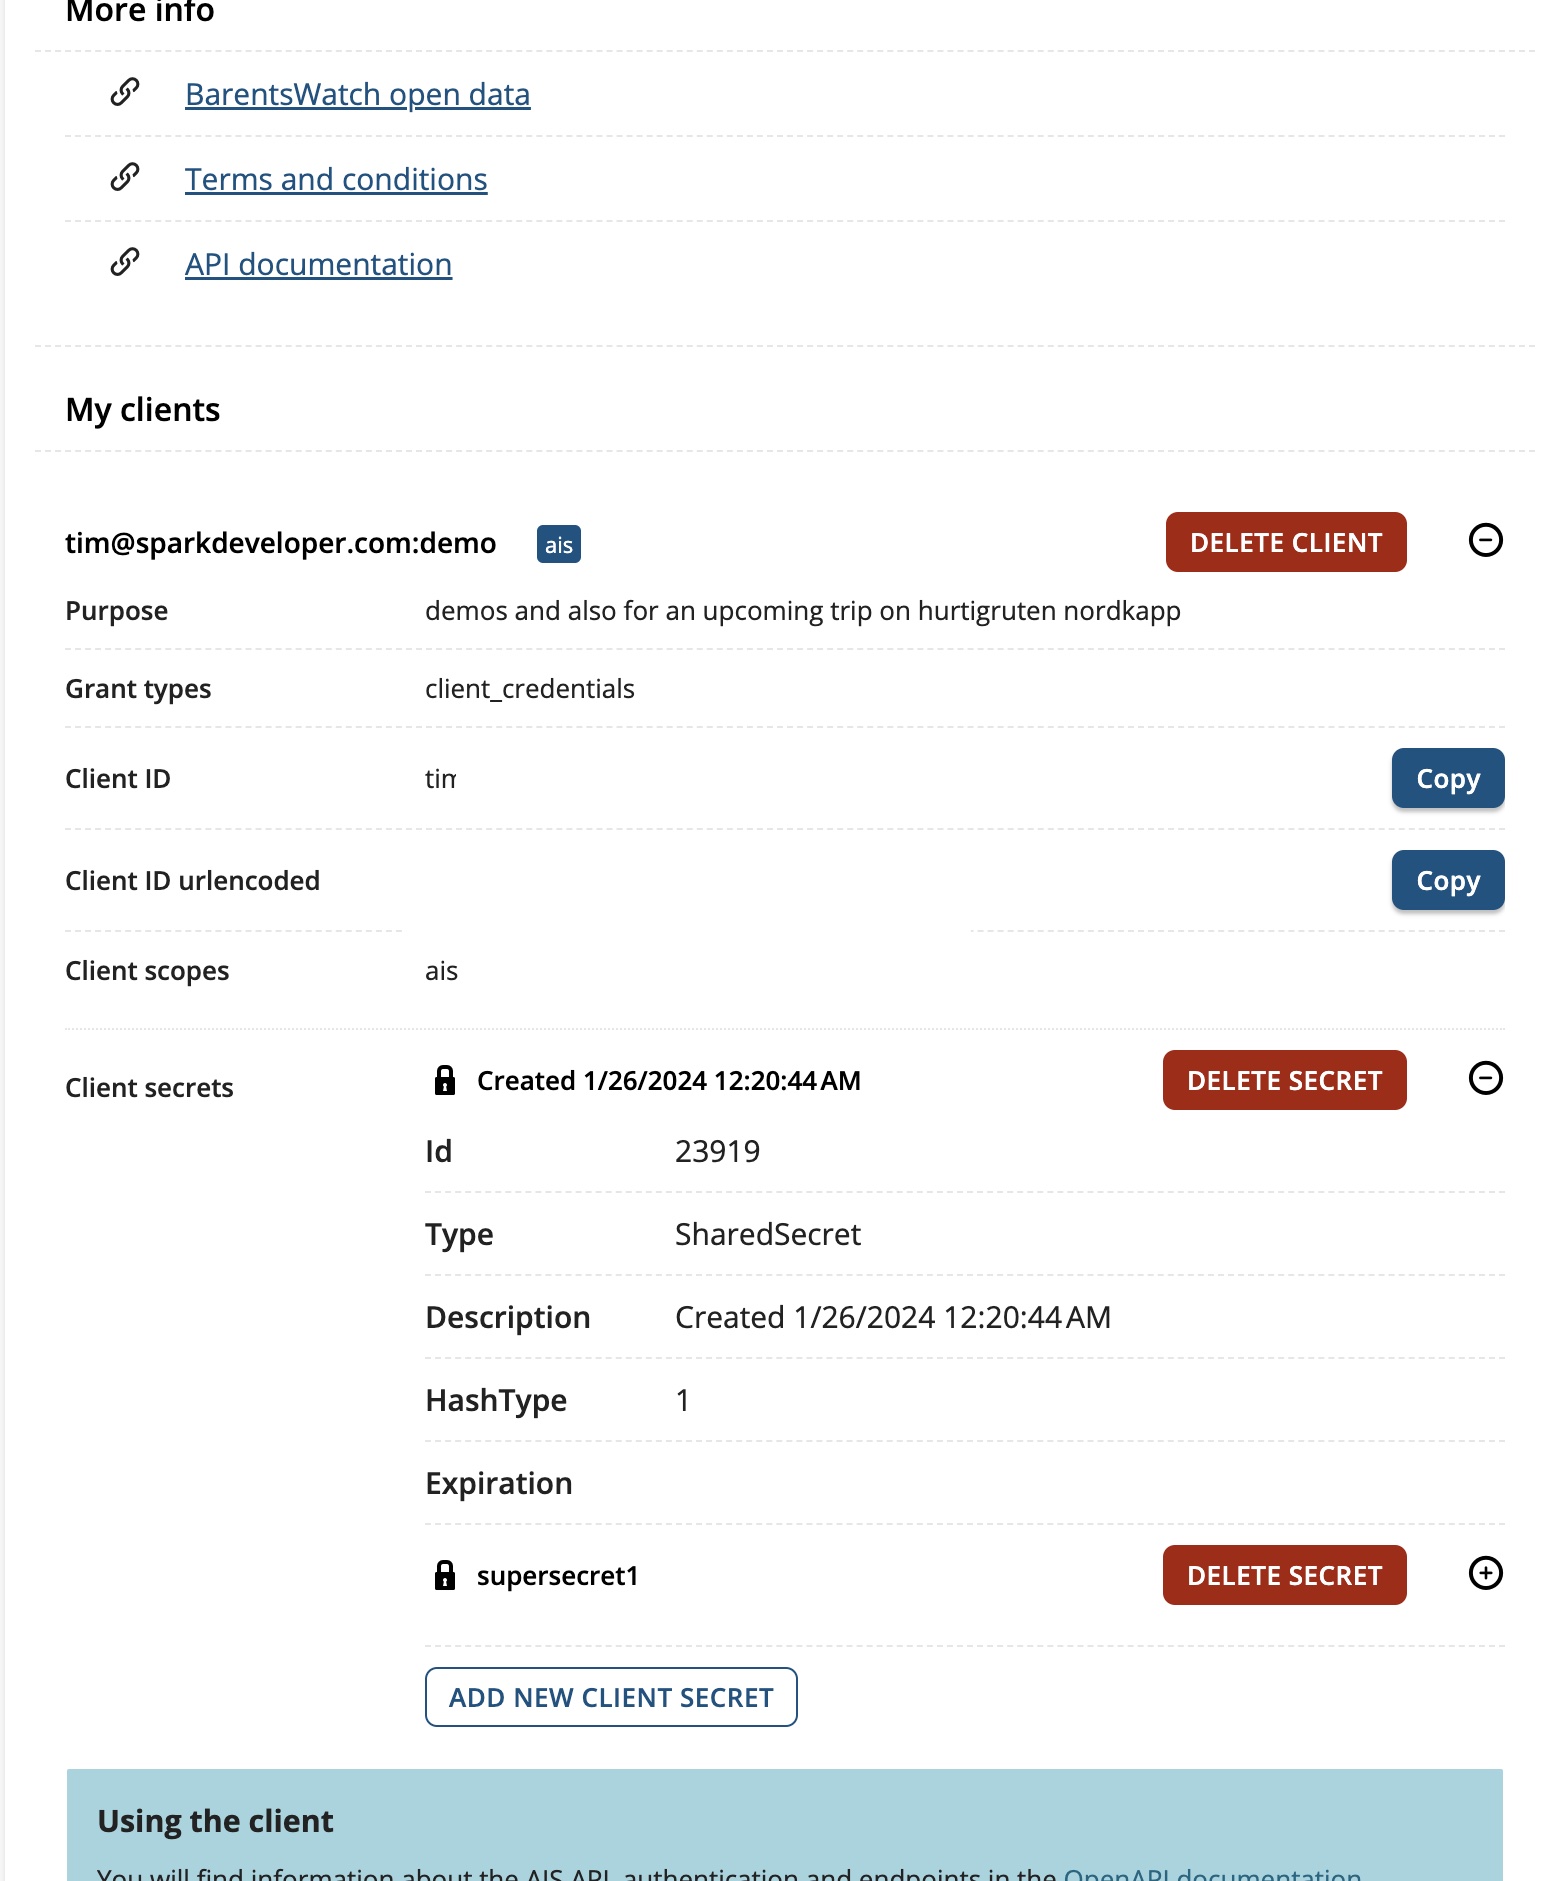 More info
BarentsWatch open data
Terms and conditions
API documentation
My clients
tim@sparkdeveloper.com:demo ais DELETE CLIENT
Purpose demos and also for an upcoming trip on hurtigruten nordkapp
Grant types client_credentials
Client ID tim Copy
Client ID urlencoded Copy
Client scopes ais
Client secrets Created 1/26/2024 12:20:44 AM DELETE SECRET
Id 23919
Type SharedSecret
Description Created 1/26/2024 12:20:44 AM
HashType 1
Expiration
supersecret1 DELETE SECRET
ADD NEW CLIENT SECRET
Using the client
You will find information about the AIS API, authentication and endpoints in the OpenAPI documentation